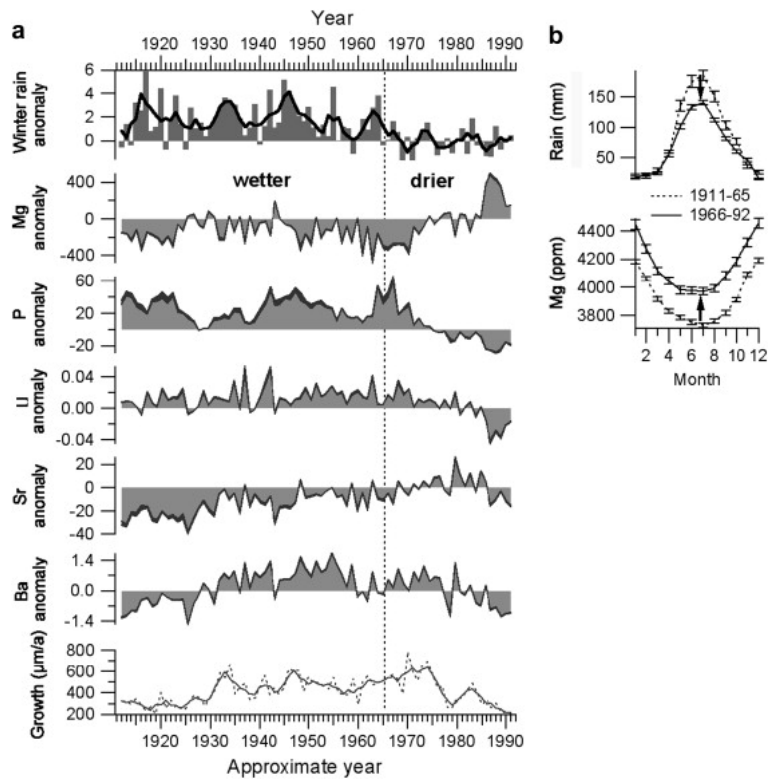 a
Year
1920 1930 1940 1950 1960 1970 1980 1990
Winter rain
anomaly
6
4
2
0
wetter
drier
Mg
anomaly
400
0
-400
P
anomaly
60
20
-20
U
anomaly
0.04
0.00
-0.04
Sr
anomaly
20
0
-20
-40
Ba
anomaly
1.4
0.0
-1.4
Growth (µm/a)
800
600
400
200
1920 1930 1940 1950 1960 1970 1980 1990
Approximate year
b
Rain (mm)
150
100
50
1911-65
1966-92
Mg (ppm)
4400
4200
4000
3800
2 4 6 8 10 12
Month